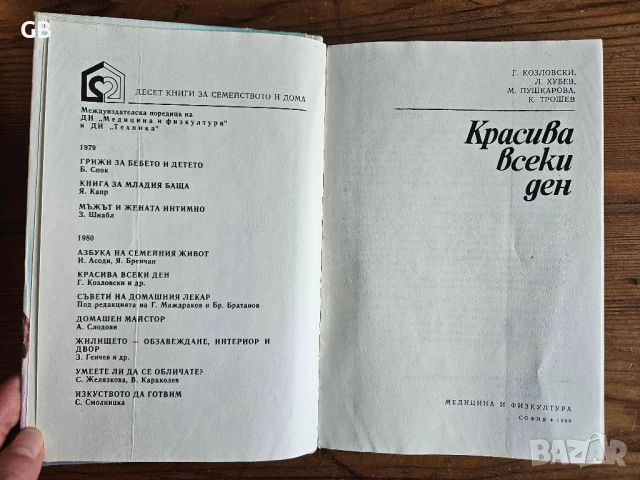 GB
ДЕСЕТ КНИГИ ЗА СЕМЕЙСТВОТО И ДОМА
Междуиздателска поредица на
ДИ „Медицина и физкултура“
и ДИ „Техника“
1979
ГРИЖИ ЗА БЕБЕТО И ДЕТЕТО
Б. Спок
КНИГА ЗА МЛАДИЯ БАЩА
Я. Капр
МЪЖЪТ И ЖЕНАТА ИНТИМНО
З. Шнабл
1980
АЗБУКА НА СЕМЕЙНИЯ ЖИВОТ
И. Асоди, Я. Бренчан
КРАСИВА ВСЕКИ ДЕН
Г. Козловски и др.
СЪВЕТИ НА ДОМАШНИЯ ЛЕКАР
Под редакцията на Г. Маждраков и Бр. Братанов
ДОМАШЕН МАЙСТОР
А. Слодови
ЖИЛИЩЕТО — ОБЗАВЕЖДАНЕ, ИНТЕРИОР И
ДВОР
З. Генчев и др.
УМЕЕТЕ ЛИ ДА СЕ ОБЛИЧАТЕ?
С. Желязкова, В. Караколев
ИЗКУСТВОТО ДА ГОТВИМ
С. Смолницка
Г. КОЗЛОВСКИ,
Л. ХУБЕВ,
М. ПУШКАРОВА,
К. ТРОШЕВ
Красива
всеки
ден
МЕДИЦИНА И ФИЗКУЛТУРА
СОФИЯ • 1980
BAZAR